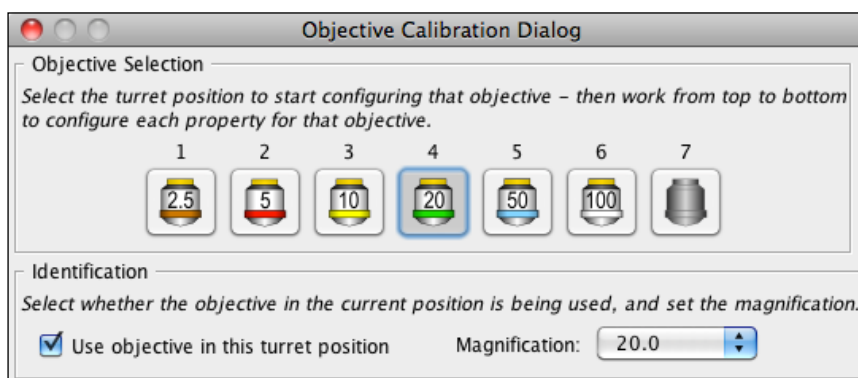 Objective Calibration Dialog
Objective Selection
Select the turret position to start configuring that objective – then work from top to bottom
to configure each property for that objective.
1 2 3 4 5 6 7
2.5 5 10 20 50 100
Identification
Select whether the objective in the current position is being used, and set the magnification.
Use objective in this turret position Magnification: 20.0